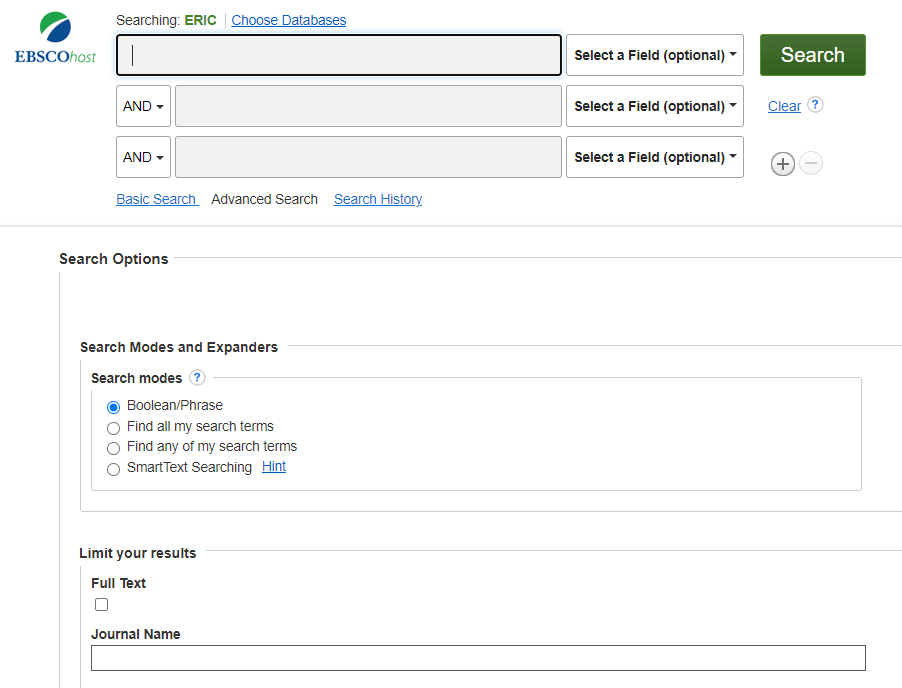 Searching: ERIC Choose Databases
EBSCOhost
Select a Field (optional) Search
AND Select a Field (optional) Clear ?
AND Select a Field (optional)
Basic Search Advanced Search Search History
Search Options
Search Modes and Expanders
Search modes ?
Boolean/Phrase
Find all my search terms
Find any of my search terms
SmartText Searching Hint
Limit your results
Full Text
Journal Name